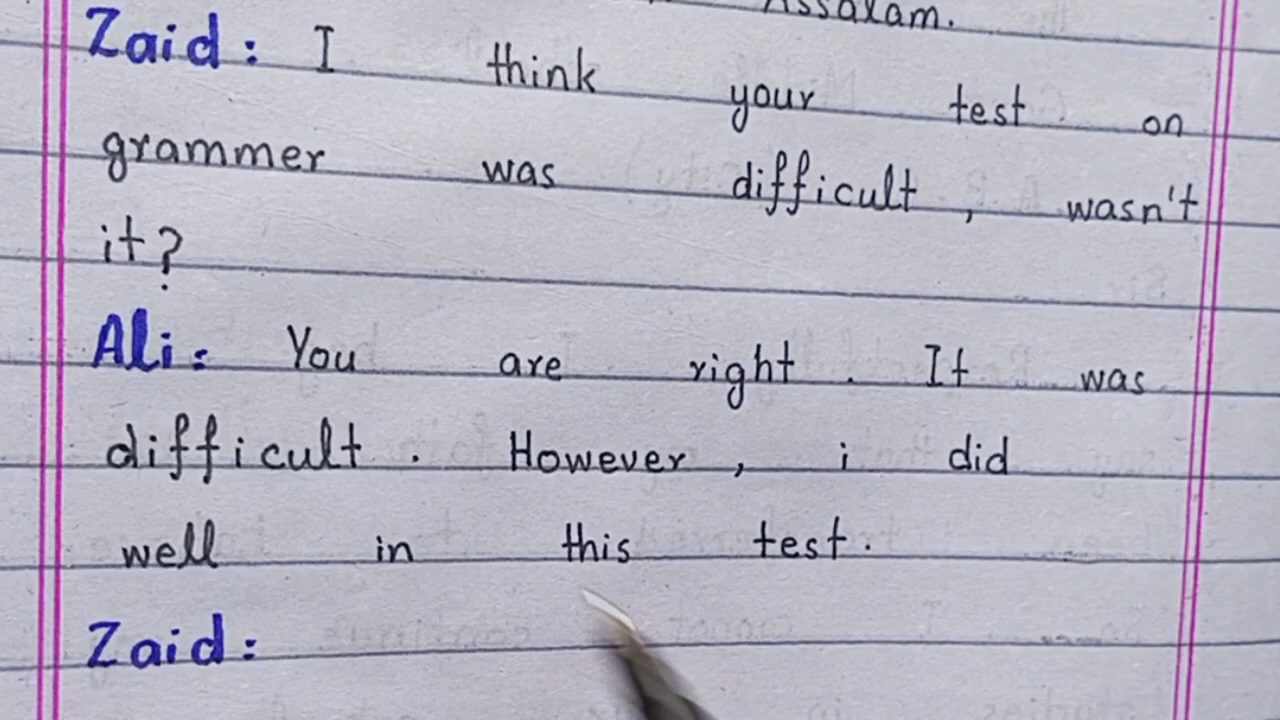 Assalam.
Zaid: I think your test on
grammer was difficult, wasn't
it?
Ali: You are right. It was
difficult. However, i did
well in this test.
Zaid: